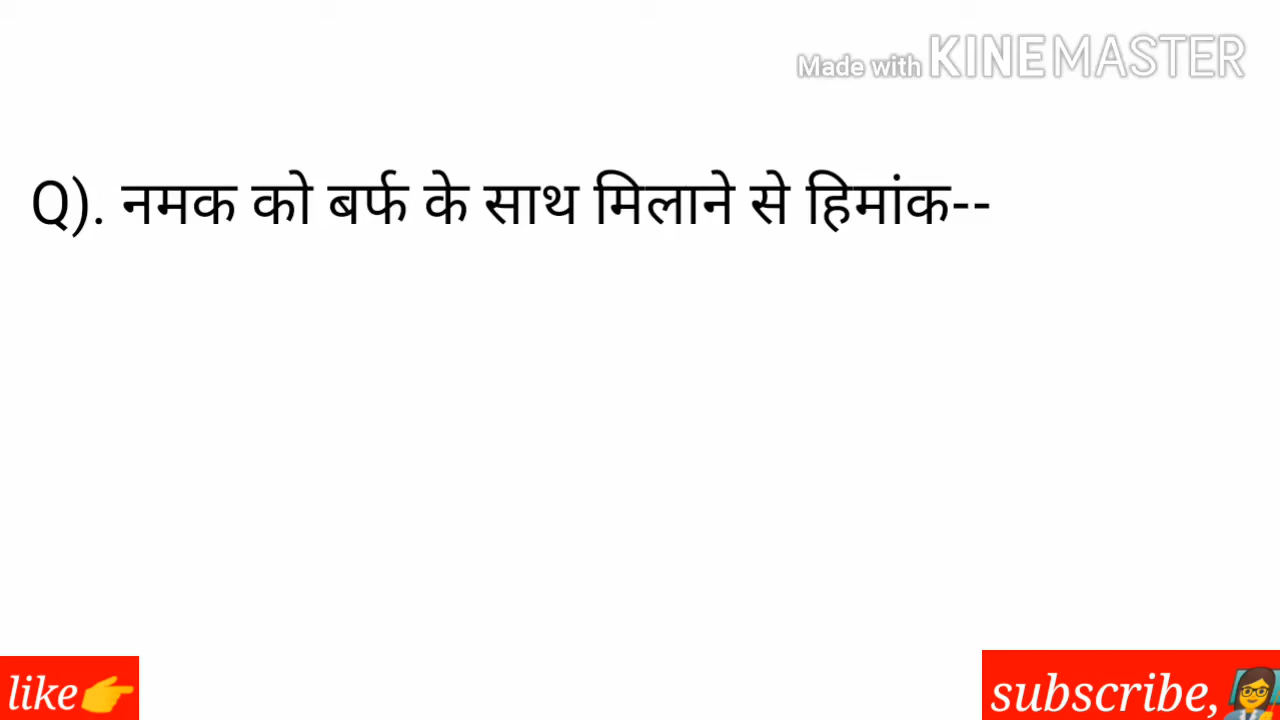 Made with KINEMASTER
Q). नमक को बर्फ के साथ मिलाने से हिमांक--
like👉
subscribe,👩‍🏫